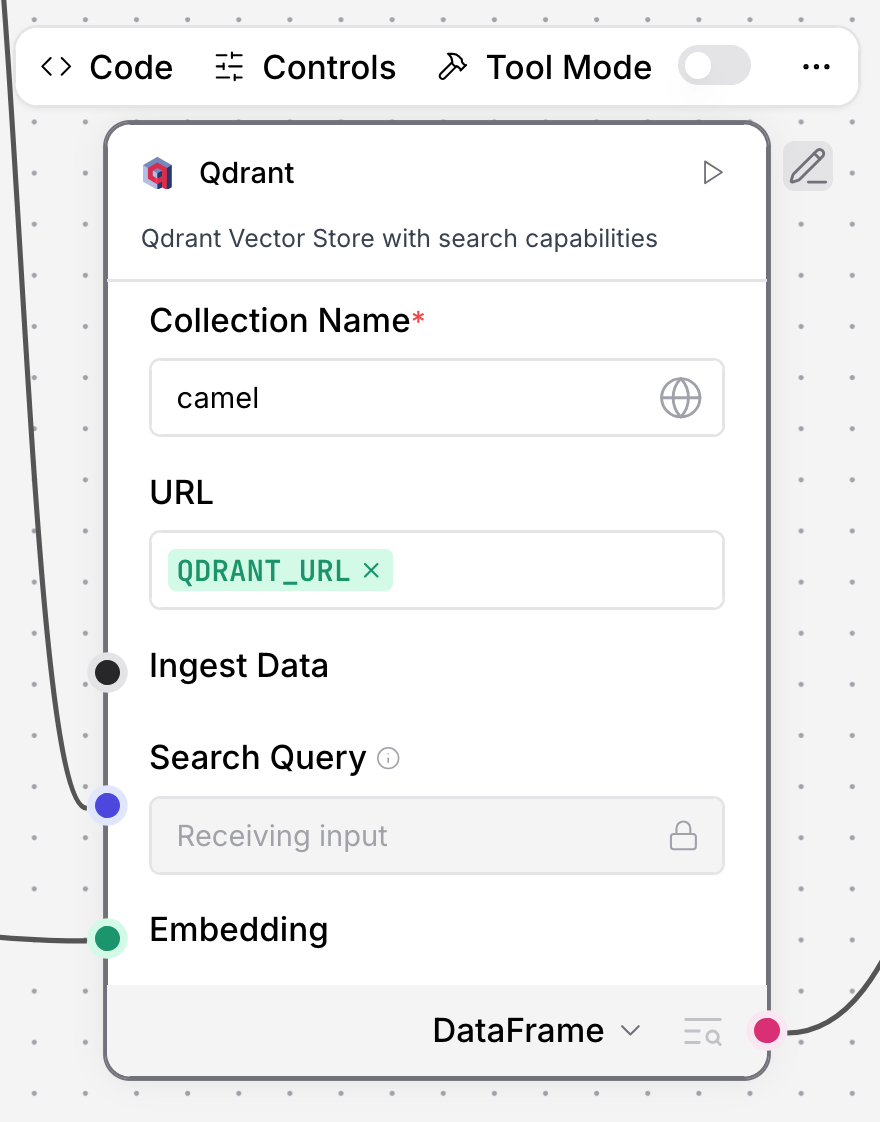 Code Controls Tool Mode
Qdrant
Qdrant Vector Store with search capabilities
Collection Name*
camel
URL
QDRANT_URL
Ingest Data
Search Query
Receiving input
Embedding
DataFrame